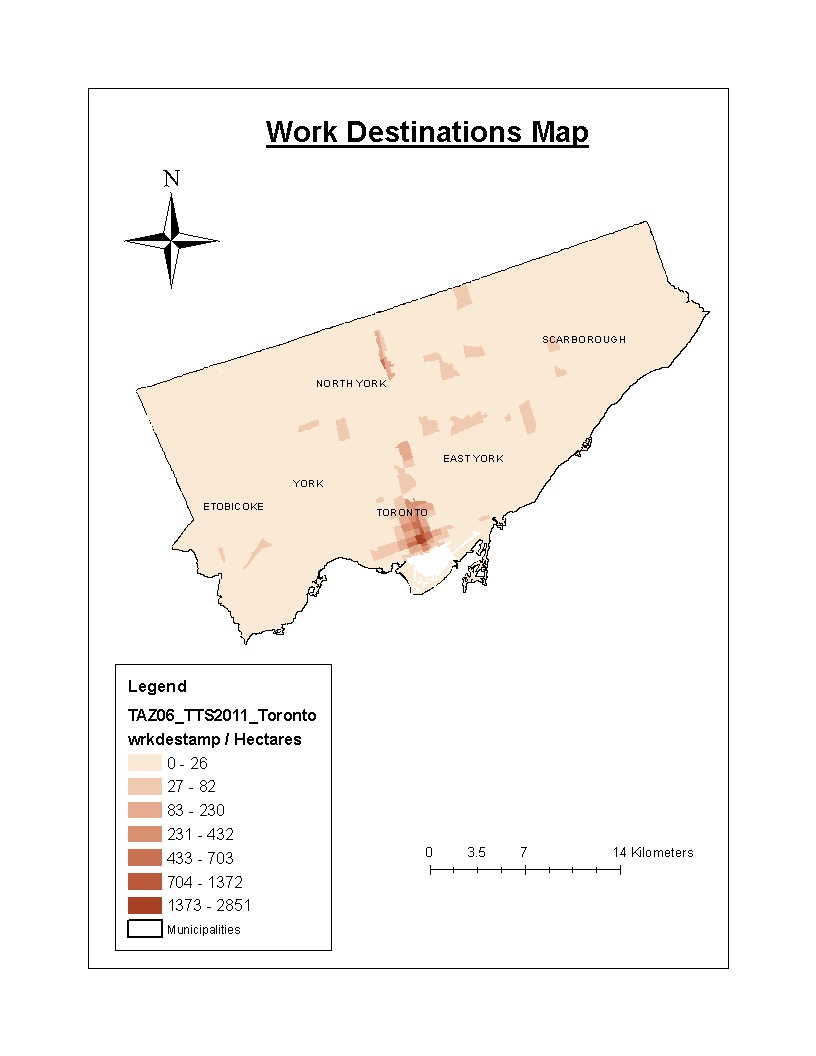 Work Destinations Map
N
SCARBOROUGH
NORTH YORK
EAST YORK
YORK
ETOBICOKE
TORONTO
Legend
TAZ06_TTS2011_Toronto
wrkdestamp / Hectares
0 - 26
27 - 82
83 - 230
231 - 432
433 - 703
704 - 1372
1373 - 2851
Municipalities
0 3.5 7 14 Kilometers